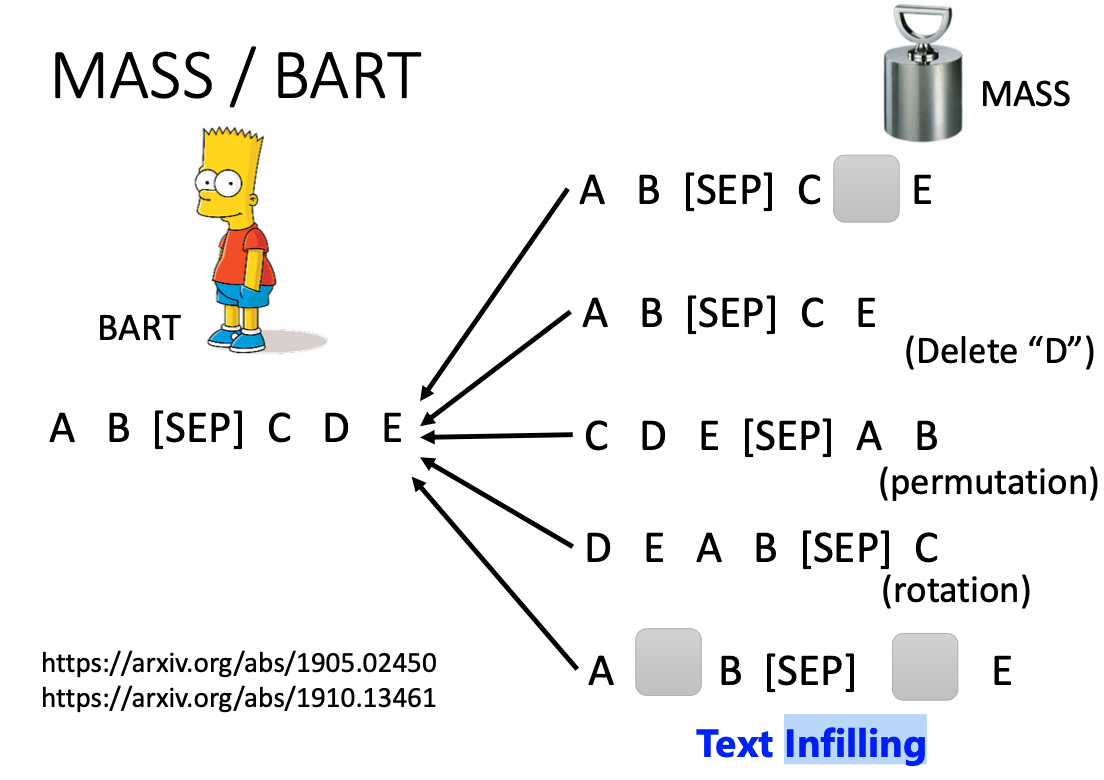 MASS / BART
MASS
A B [SEP] C E
A B [SEP] C E
(Delete “D”)
BART
A B [SEP] C D E
C D E [SEP] A B
(permutation)
D E A B [SEP] C
(rotation)
A B [SEP] E
Text Infilling
https://arxiv.org/abs/1905.02450
https://arxiv.org/abs/1910.13461